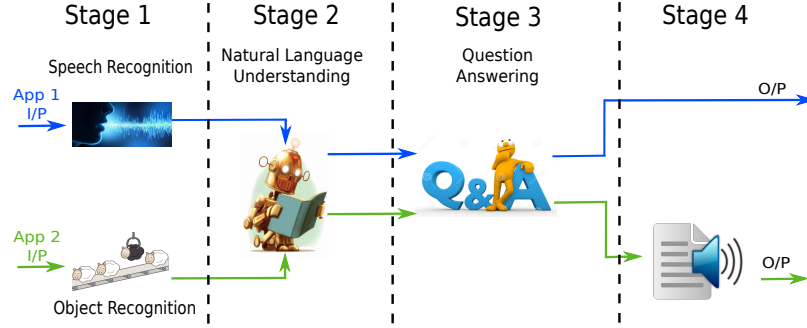 Stage 1
Stage 2
Stage 3
Stage 4
Speech Recognition
Natural Language
Understanding
Question
Answering
App 1
I/P
O/P
Q&A
App 2
I/P
O/P
Object Recognition